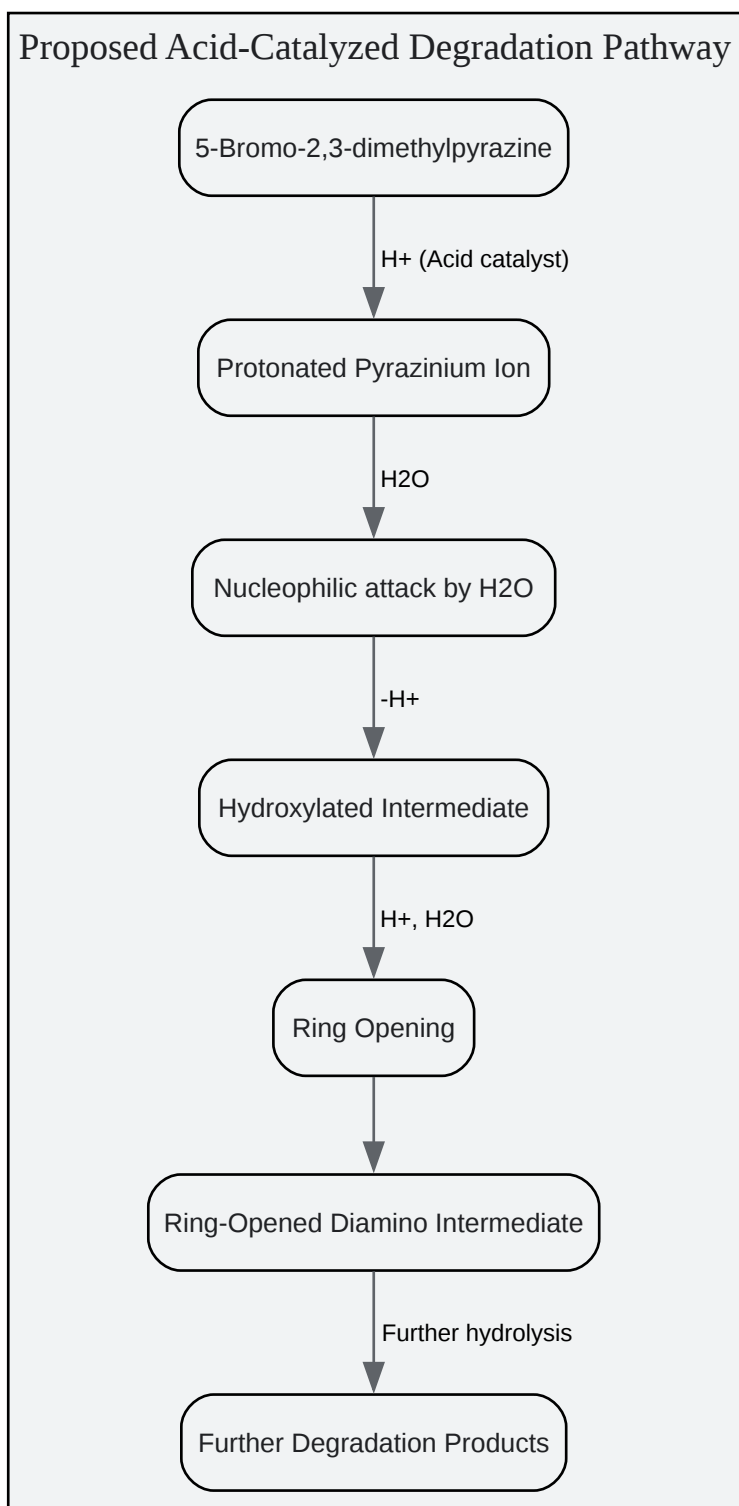 Proposed Acid-Catalyzed Degradation Pathway
5-Bromo-2,3-dimethylpyrazine
H+ (Acid catalyst)
Protonated Pyrazinium Ion
H2O
Nucleophilic attack by H2O
-H+
Hydroxylated Intermediate
H+, H2O
Ring Opening
Ring-Opened Diamino Intermediate
Further hydrolysis
Further Degradation Products